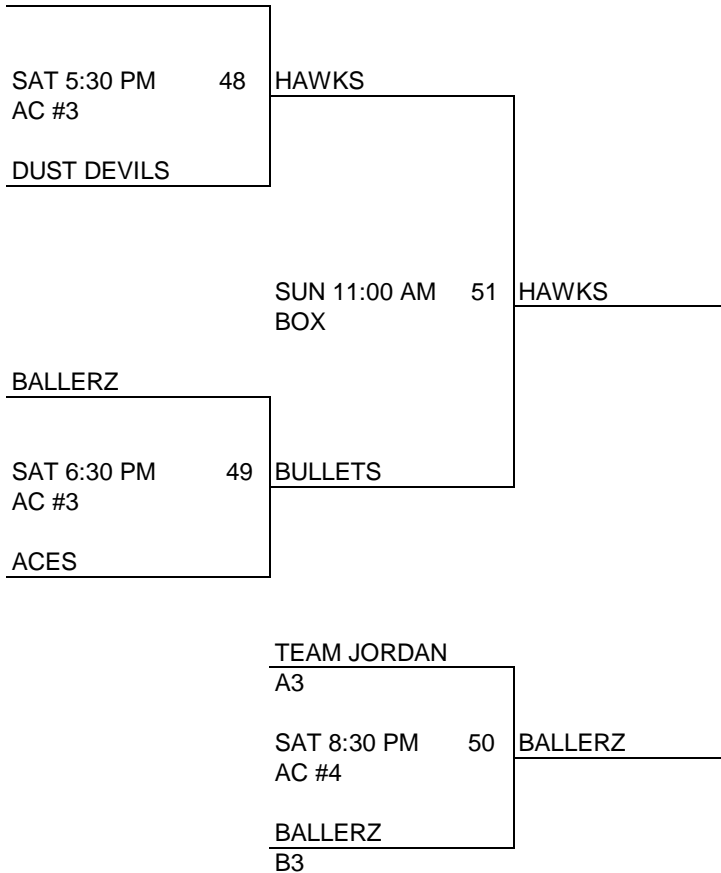 SAT 5:30 PM 48 HAWKS
AC #3
DUST DEVILS
SUN 11:00 AM 51 HAWKS
BOX
BALLERZ
SAT 6:30 PM 49 BULLETS
AC #3
ACES
TEAM JORDAN
A3
SAT 8:30 PM 50 BALLERZ
AC #4
BALLERZ
B3